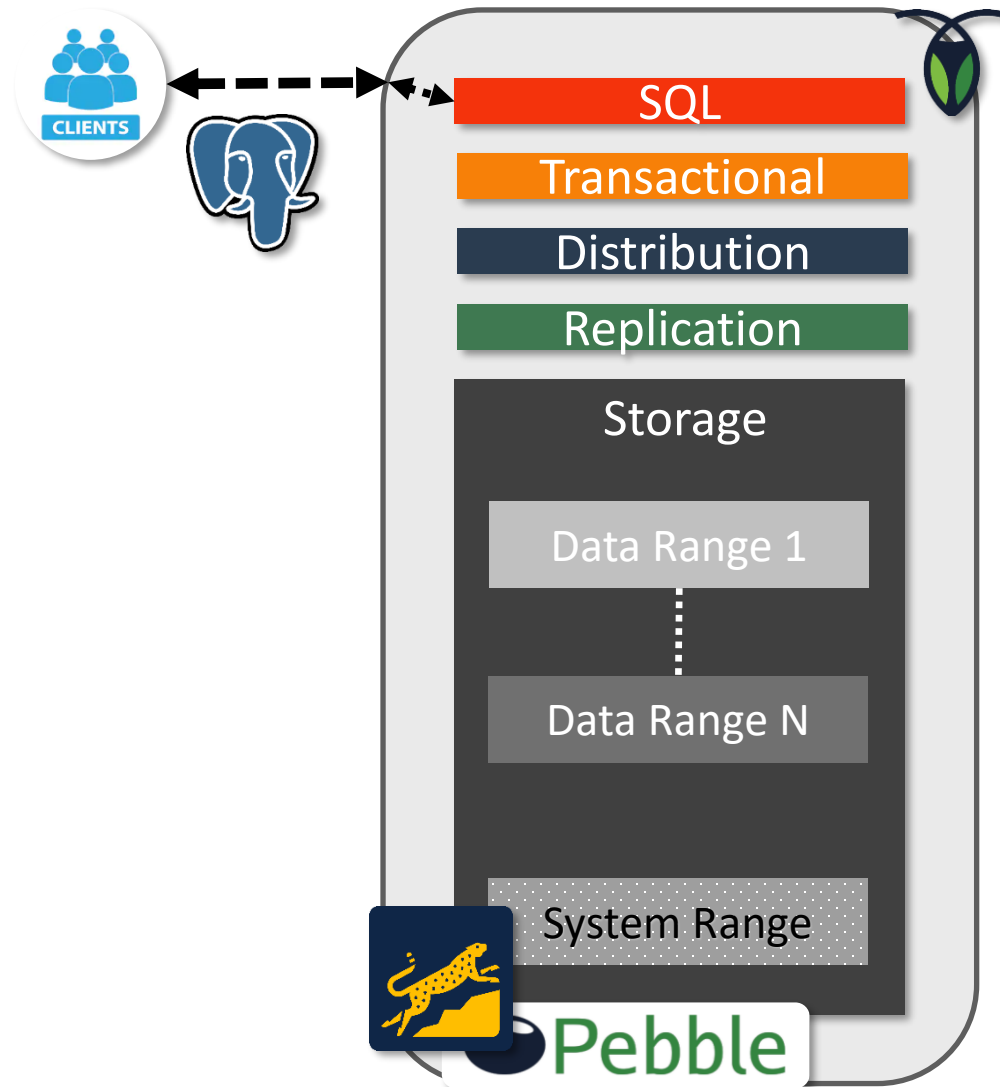 CLIENTS
SQL
Transactional
Distribution
Replication
Storage
Data Range 1
Data Range N
System Range
Pebble